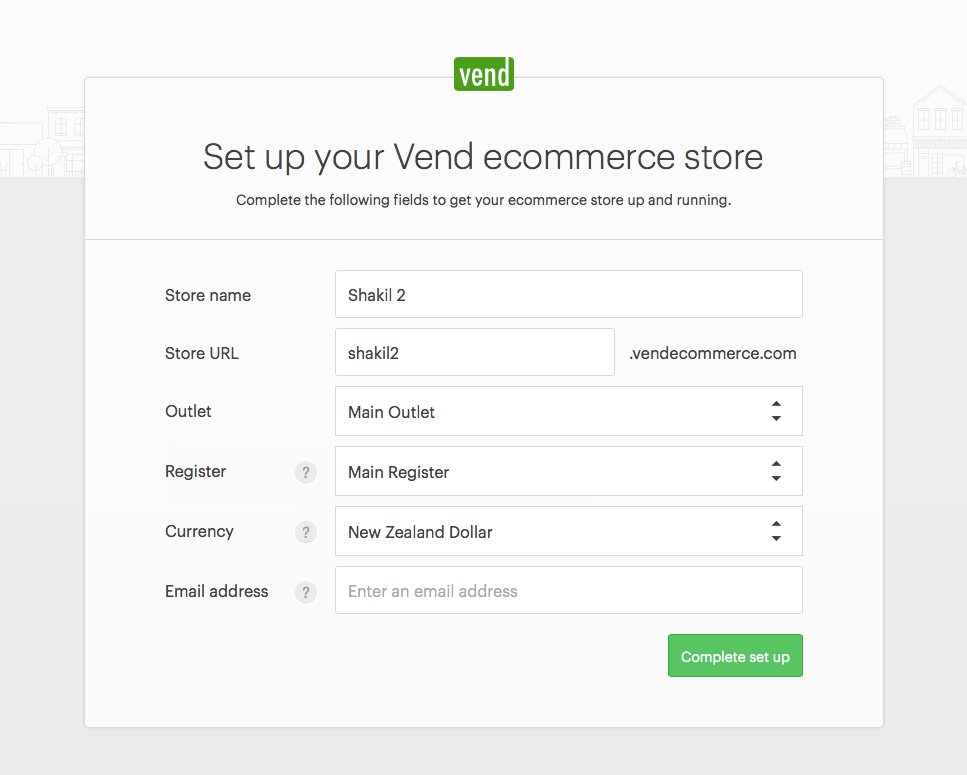 vend
Set up your Vend ecommerce store
Complete the following fields to get your ecommerce store up and running.
Store name Shakil 2
Store URL shakil2 .vendecommerce.com
Outlet Main Outlet
Register ? Main Register
Currency ? New Zealand Dollar
Email address ? Enter an email address
Complete set up